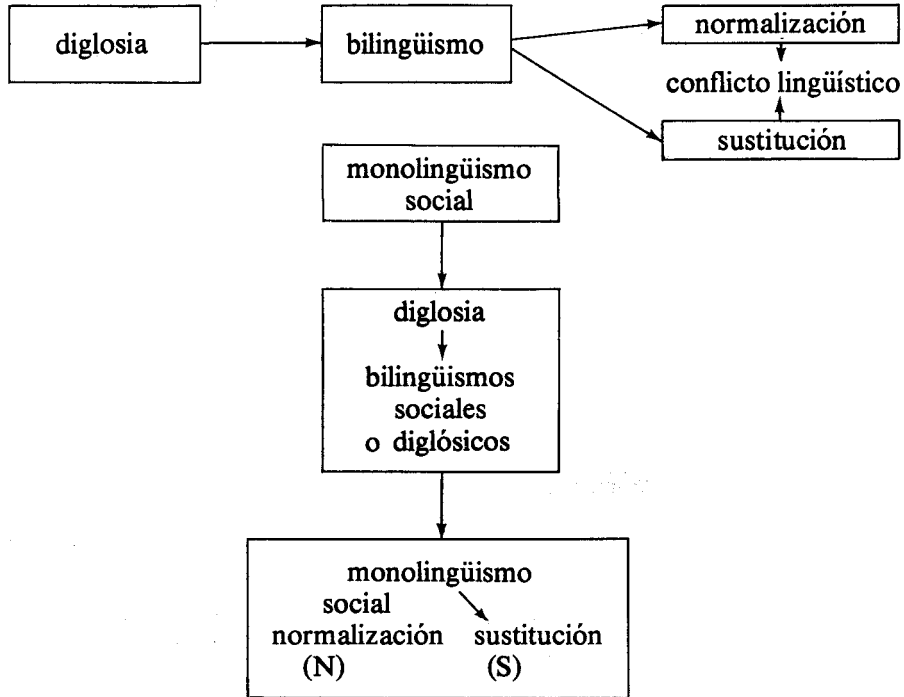 diglosia
bilingüismo
normalización
conflicto lingüístico
sustitución
monolingüismo
social
diglosia
bilingüismos
sociales
o diglósicos
monolingüismo
social
normalización sustitución
(N) (S)